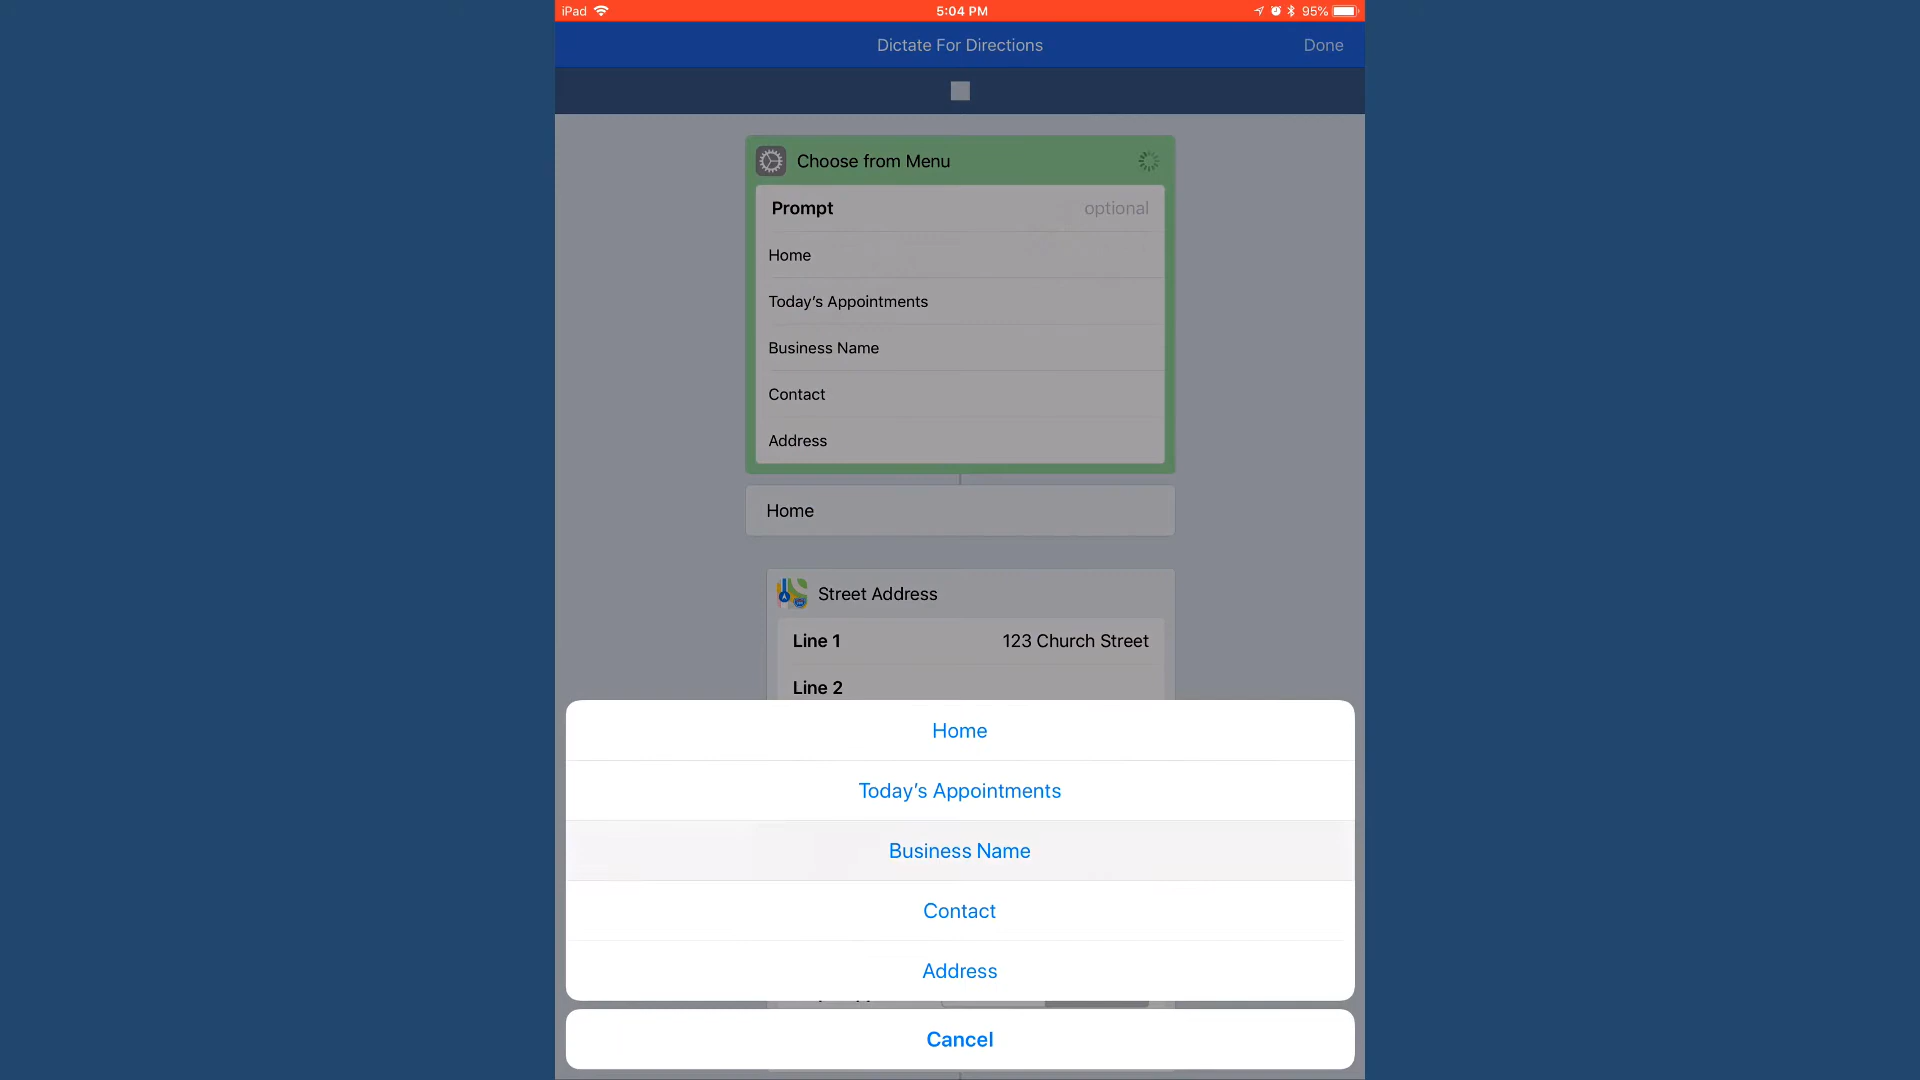 iPad 5:04 PM 95%
Dictate For Directions Done
Choose from Menu
Prompt optional
Home
Today's Appointments
Business Name
Contact
Address
Home
Street Address
Line 1 123 Church Street
Line 2
Home
Today's Appointments
Business Name
Contact
Address
Cancel